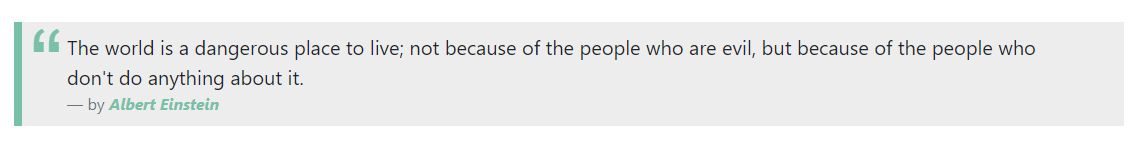 “ The world is a dangerous place to live; not because of the people who are evil, but because of the people who
don't do anything about it.
— by Albert Einstein